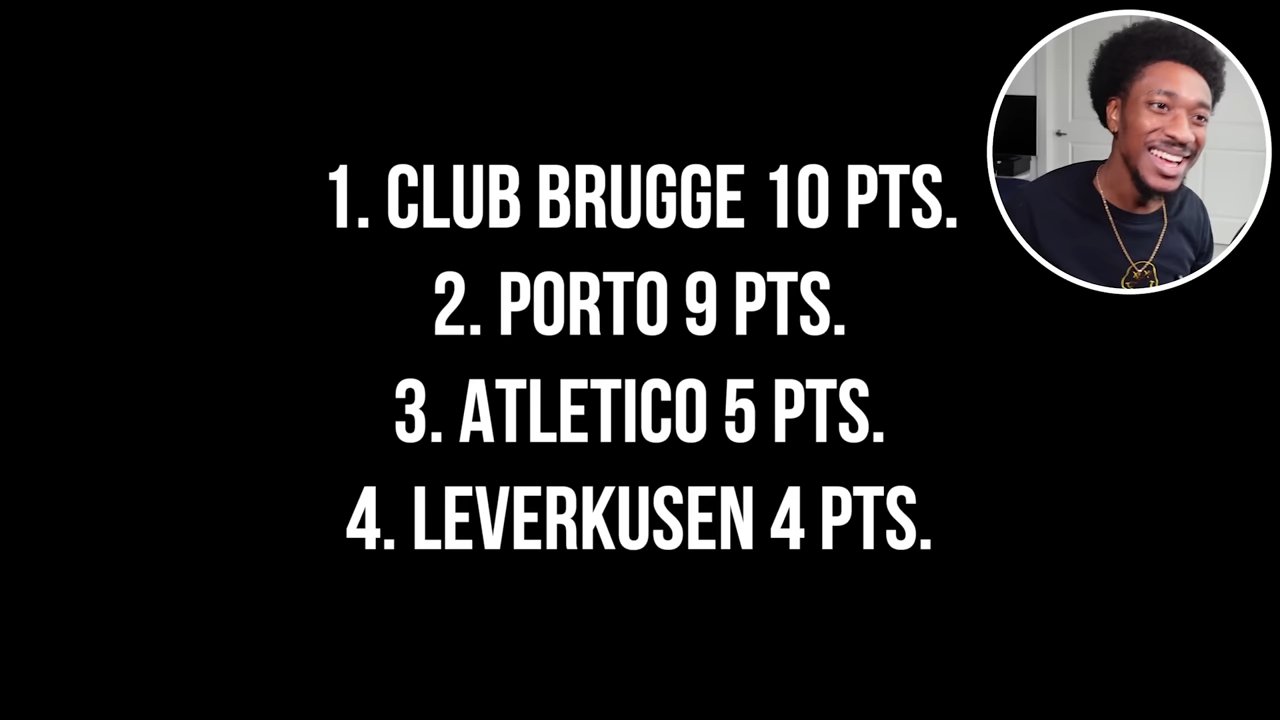 1. CLUB BRUGGE 10 PTS.
2. PORTO 9 PTS.
3. ATLETICO 5 PTS.
4. LEVERKUSEN 4 PTS.